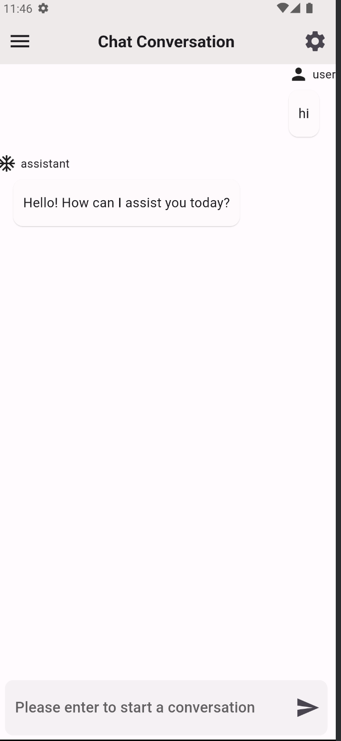 11:46
Chat Conversation
user
hi
assistant
Hello! How can I assist you today?
Please enter to start a conversation